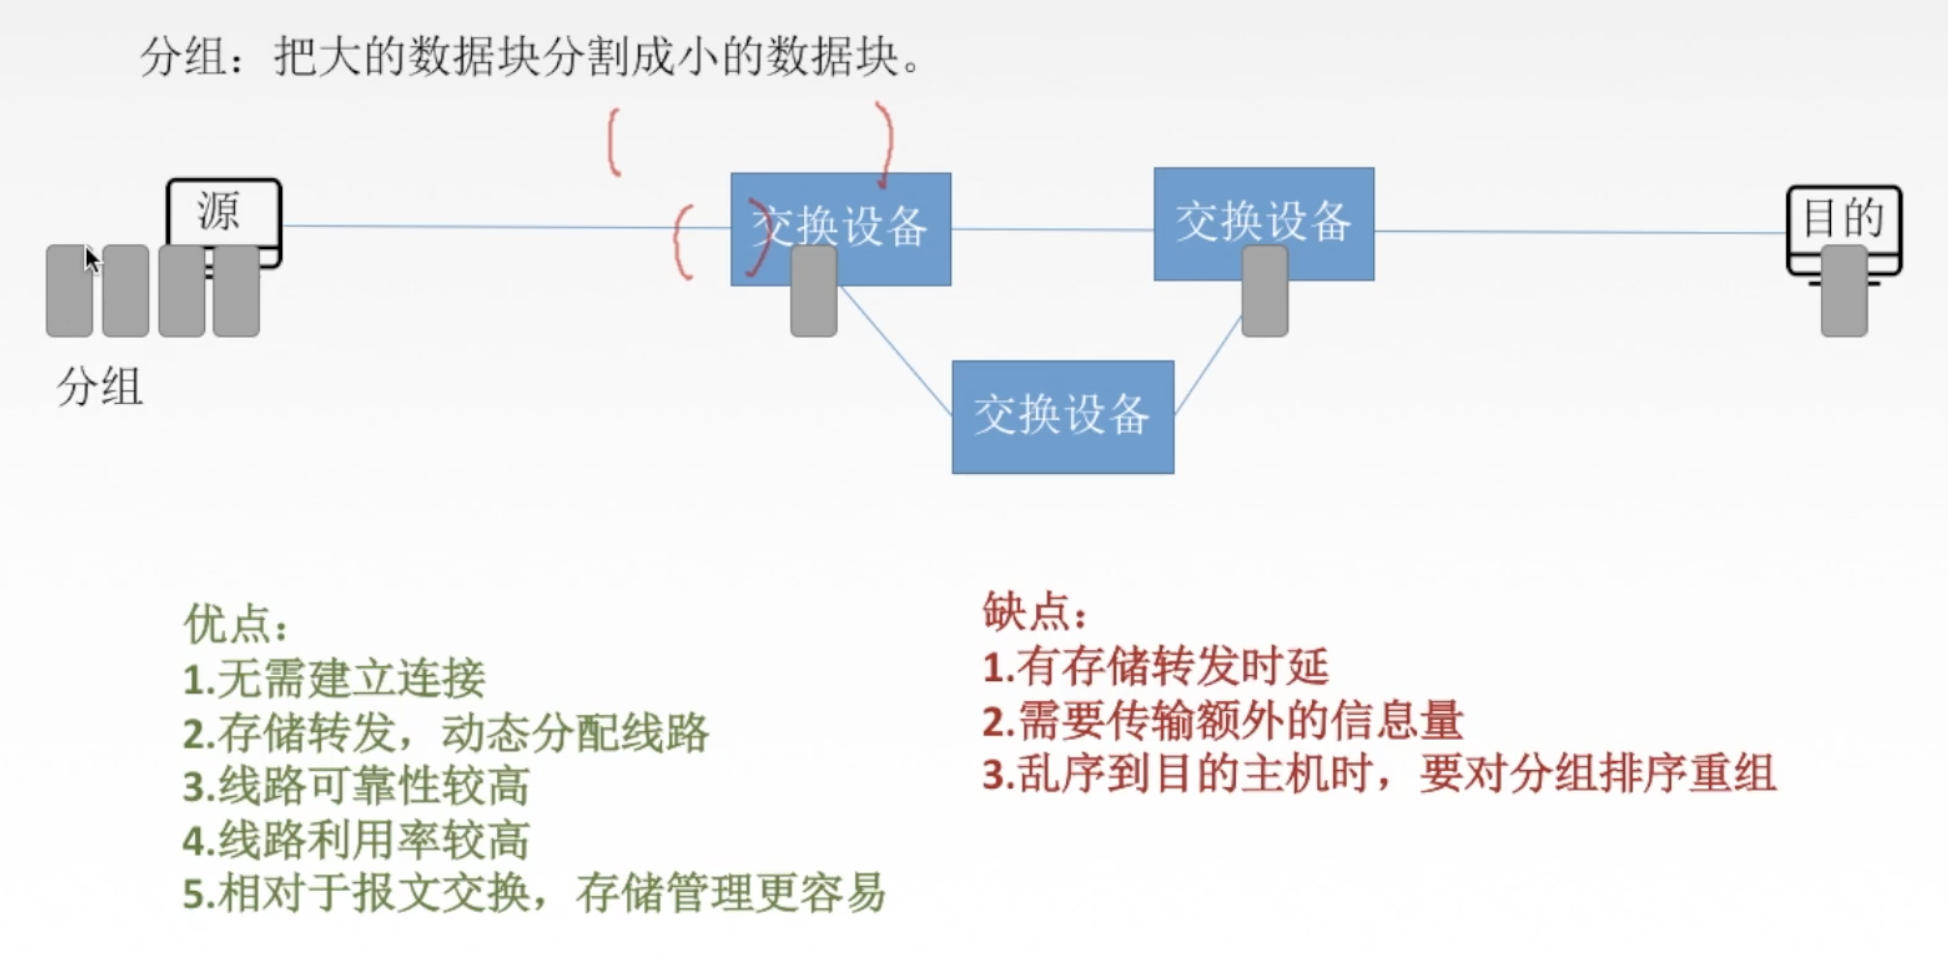 分组：把大的数据块分割成小的数据块。
源
交换设备
交换设备
目的
分组
交换设备
优点：
1.无需建立连接
2.存储转发，动态分配线路
3.线路可靠性较高
4.线路利用率较高
5.相对于报文交换，存储管理更容易
缺点：
1.有存储转发时延
2.需要传输额外的信息量
3.乱序到目的主机时，要对分组排序重组